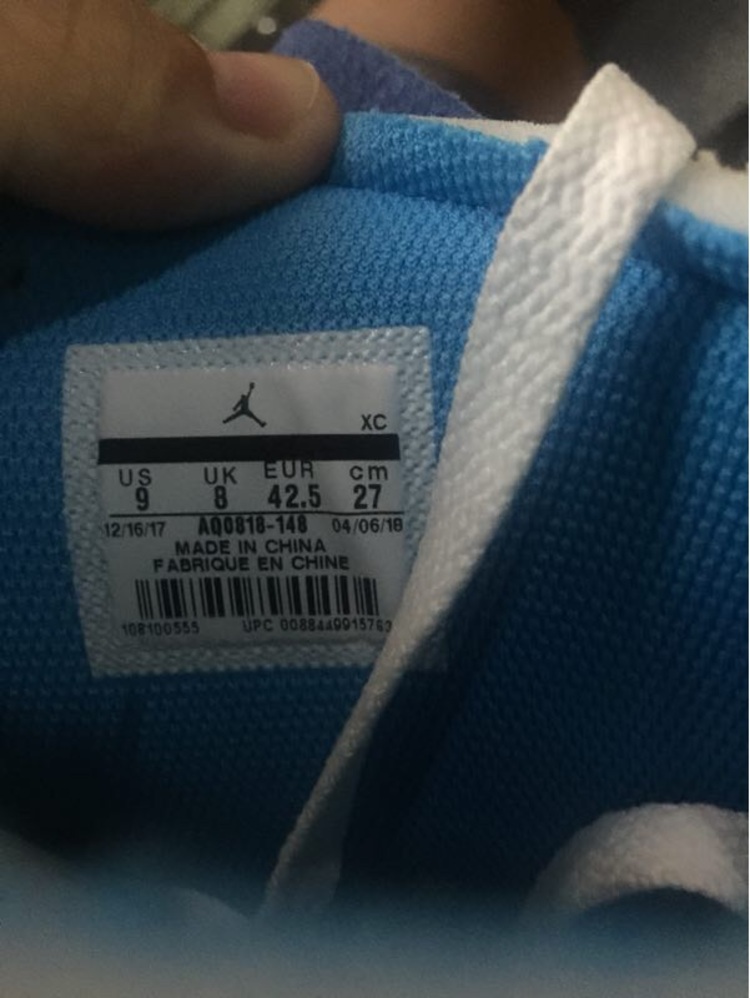 XC
US UK EUR cm
9 8 42.5 27
12/16/17 AQ0818-148 04/06/18
MADE IN CHINA
FABRIQUE EN CHINE
108100555 UPC 0088449915762